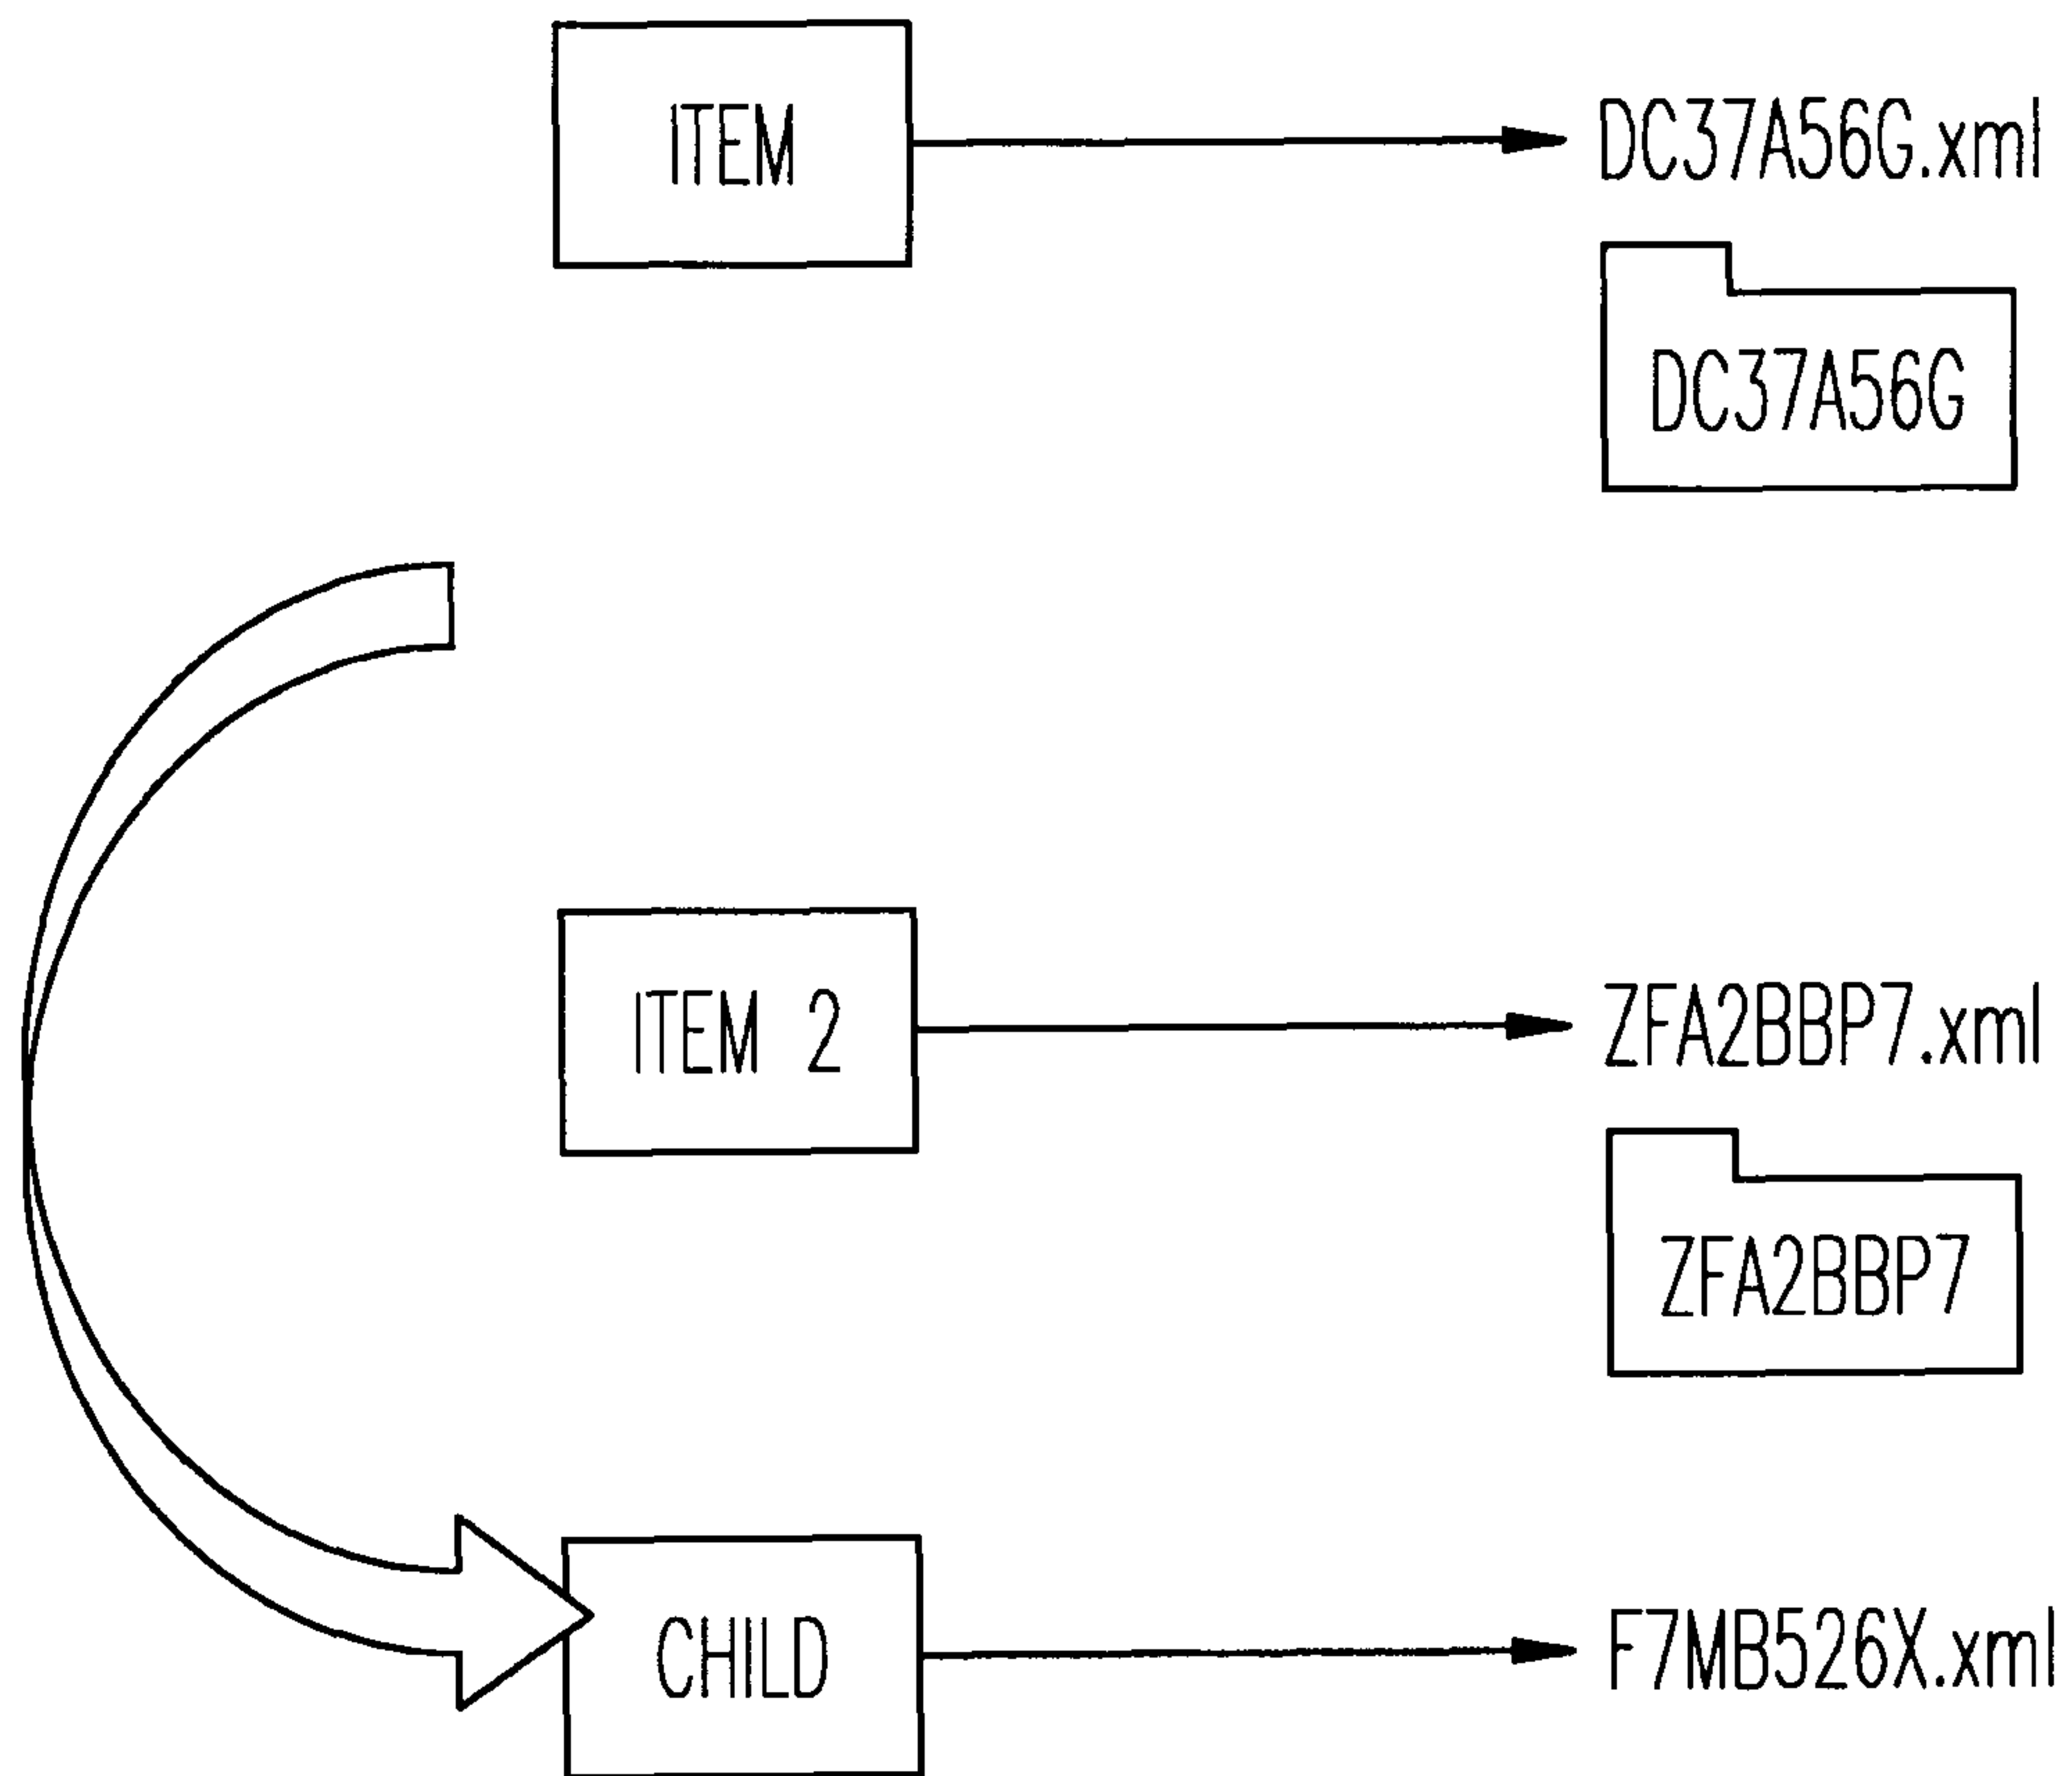 ITEM
DC37A56G.xml
DC37A56G
ITEM 2
ZFA2BBP7.xml
ZFA2BBP7
CHILD
F7MB526X.xml